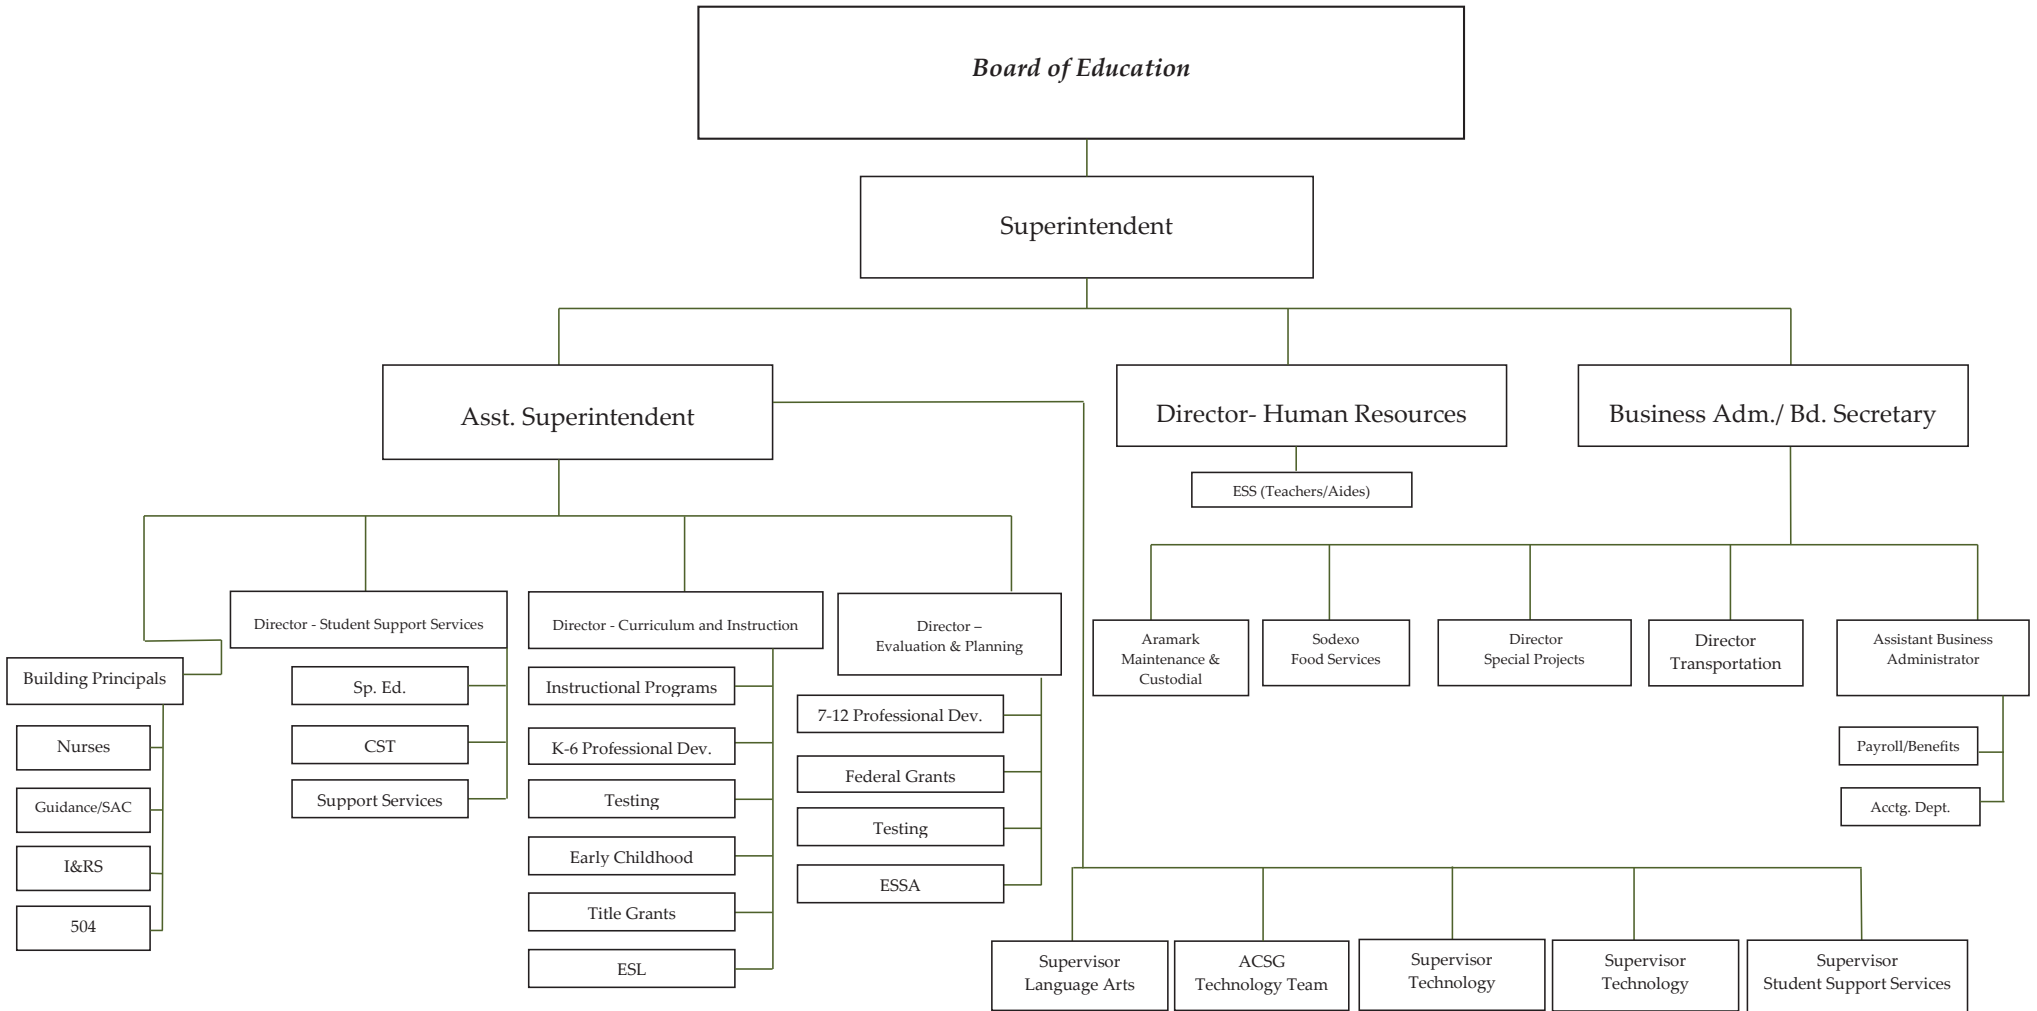 Board of Education
Superintendent
Asst. Superintendent
Director- Human Resources
Business Adm./ Bd. Secretary
ESS (Teachers/Aides)
Building Principals
Nurses
Guidance/SAC
I&RS
504
Director - Student Support Services
Sp. Ed.
CST
Support Services
Director - Curriculum and Instruction
Instructional Programs
K-6 Professional Dev.
Testing
Early Childhood
Title Grants
ESL
Director –
Evaluation & Planning
7-12 Professional Dev.
Federal Grants
Testing
ESSA
Aramark
Maintenance &
Custodial
Sodexo
Food Services
Director
Special Projects
Director
Transportation
Assistant Business
Administrator
Payroll/Benefits
Acctg. Dept.
Supervisor
Language Arts
ACSG
Technology Team
Supervisor
Technology
Supervisor
Technology
Supervisor
Student Support Services